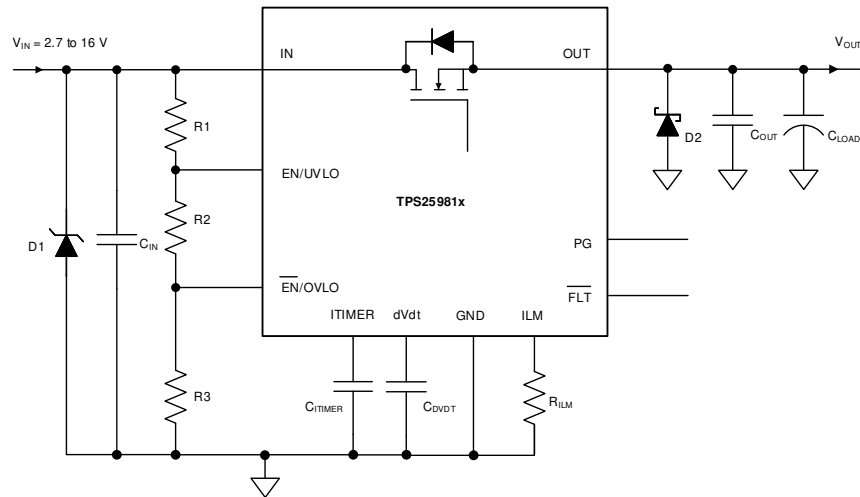 V_IN = 2.7 to 16 V
IN
OUT
V_OUT
R1
D2
C_OUT
C_LOAD
EN/UVLO
TPS25981x
R2
D1
C_IN
PG
EN/OVLO
FLT
ITIMER
dVdt
GND
ILM
R3
C_ITIMER
C_DVDT
R_ILM